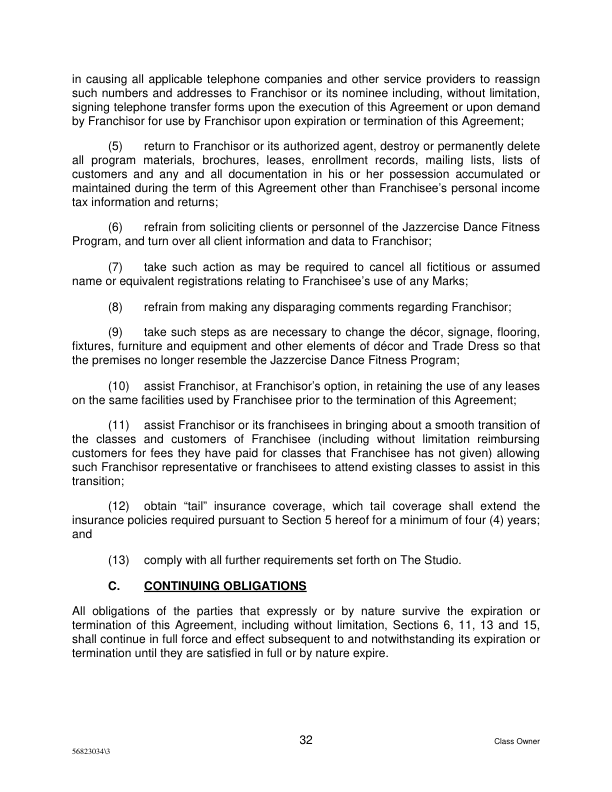 in causing all applicable telephone companies and other service providers to reassign
such numbers and addresses to Franchisor or its nominee including, without limitation,
signing telephone transfer forms upon the execution of this Agreement or upon demand
by Franchisor for use by Franchisor upon expiration or termination of this Agreement;
(5) return to Franchisor or its authorized agent, destroy or permanently delete
all program materials, brochures, leases, enrollment records, mailing lists, lists of
customers and any and all documentation in his or her possession accumulated or
maintained during the term of this Agreement other than Franchisee's personal income
tax information and returns;
(6) refrain from soliciting clients or personnel of the Jazzercise Dance Fitness
Program, and turn over all client information and data to Franchisor;
(7) take such action as may be required to cancel all fictitious or assumed
name or equivalent registrations relating to Franchisee's use of any Marks;
(8) refrain from making any disparaging comments regarding Franchisor;
(9) take such steps as are necessary to change the décor, signage, flooring,
fixtures, furniture and equipment and other elements of décor and Trade Dress so that
the premises no longer resemble the Jazzercise Dance Fitness Program;
(10) assist Franchisor, at Franchisor's option, in retaining the use of any leases
on the same facilities used by Franchisee prior to the termination of this Agreement;
(11) assist Franchisor or its franchisees in bringing about a smooth transition of
the classes and customers of Franchisee (including without limitation reimbursing
customers for fees they have paid for classes that Franchisee has not given) allowing
such Franchisor representative or franchisees to attend existing classes to assist in this
transition;
(12) obtain “tail” insurance coverage, which tail coverage shall extend the
insurance policies required pursuant to Section 5 hereof for a minimum of four (4) years;
and
(13) comply with all further requirements set forth on The Studio.
C. CONTINUING OBLIGATIONS
All obligations of the parties that expressly or by nature survive the expiration or
termination of this Agreement, including without limitation, Sections 6, 11, 13 and 15,
shall continue in full force and effect subsequent to and notwithstanding its expiration or
termination until they are satisfied in full or by nature expire.
32
Class Owner
56823034\3